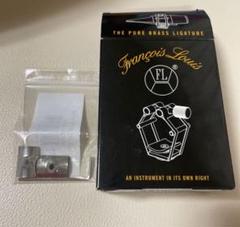 THE PURE BRASS LIGATURE
François Louis
FL
AN INSTRUMENT IN ITS OWN RIGHT